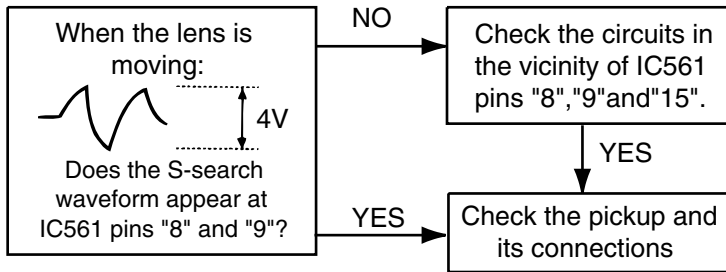 When the lens is
moving:
4V
Does the S-search
waveform appear at
IC561 pins "8" and "9"?
NO
Check the circuits in
the vicinity of IC561
pins "8","9"and"15".
YES
YES
Check the pickup and
its connections